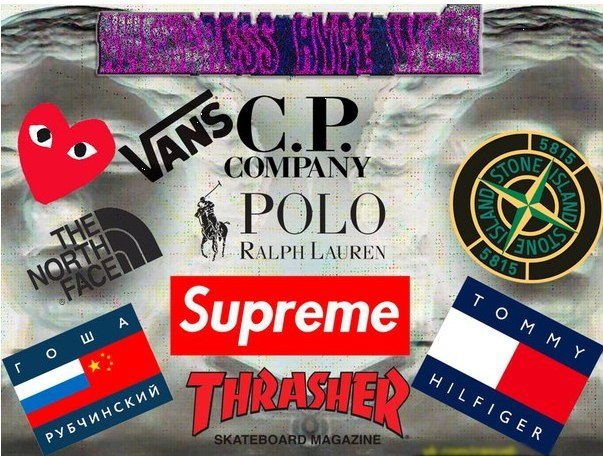 VANS
C.P.
COMPANY
5815
STONE ISLAND
STONE ISLAND
5815
THE
NORTH
FACE
®
POLO
RALPH LAUREN
Supreme
ГОША
РУБЧИНСКИЙ
TOMMY
HILFIGER
THRASHER
SKATEBOARD MAGAZINE